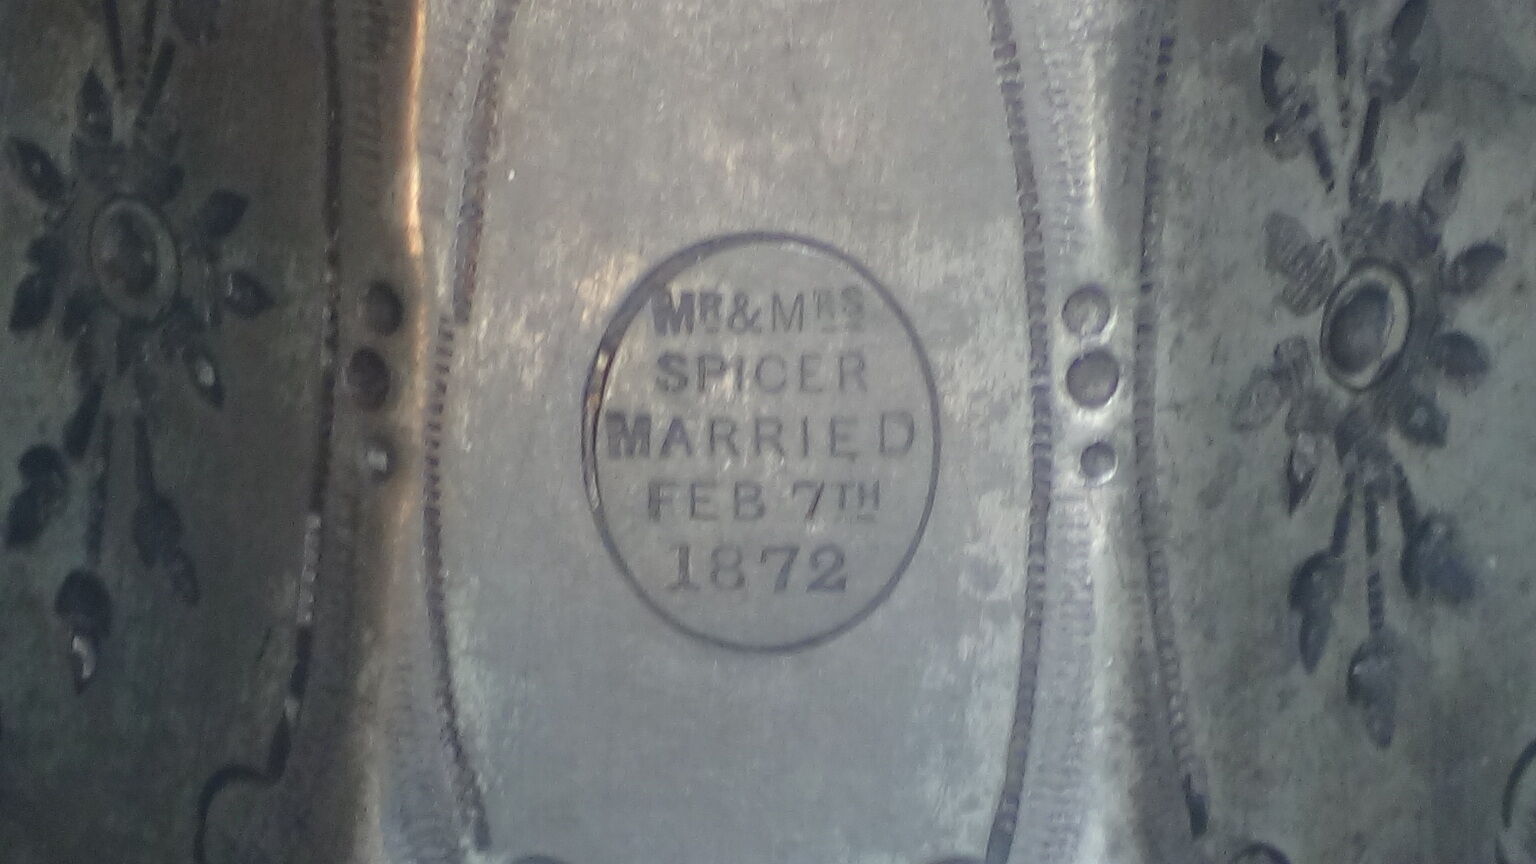 MR & MRS
SPICER
MARRIED
FEB 7TH
1872